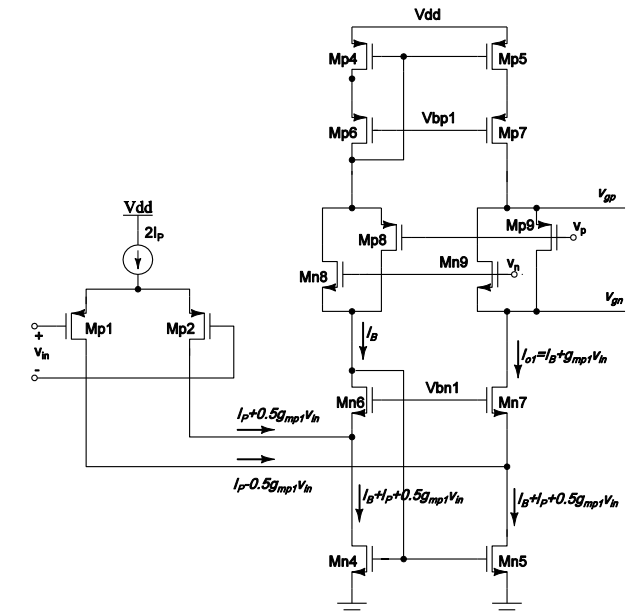 Vdd
Mp4
Mp5
Mp6
Vbp1
Mp7
Vdd
2IP
Mp8
Mp9
vp
vgp
Mn8
Mn9
vn
vgn
Mp1
Mp2
+
vin
-
IB
Io1=IB+gmp1vin
Mn6
Vbn1
Mn7
IP+0.5gmp1vin
IP-0.5gmp1vin
IB+IP+0.5gmp1vin
IB+IP+0.5gmp1vin
Mn4
Mn5